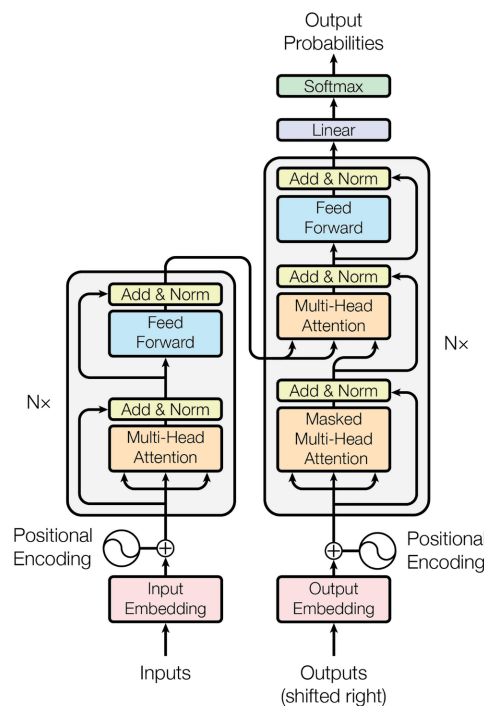 Output
Probabilities
Softmax
Linear
Add & Norm
Feed
Forward
Add & Norm
Multi-Head
Attention
Nx
Add & Norm
Masked
Multi-Head
Attention
Add & Norm
Feed
Forward
Nx
Add & Norm
Multi-Head
Attention
Positional
Encoding
Positional
Encoding
Input
Embedding
Output
Embedding
Inputs
Outputs
(shifted right)